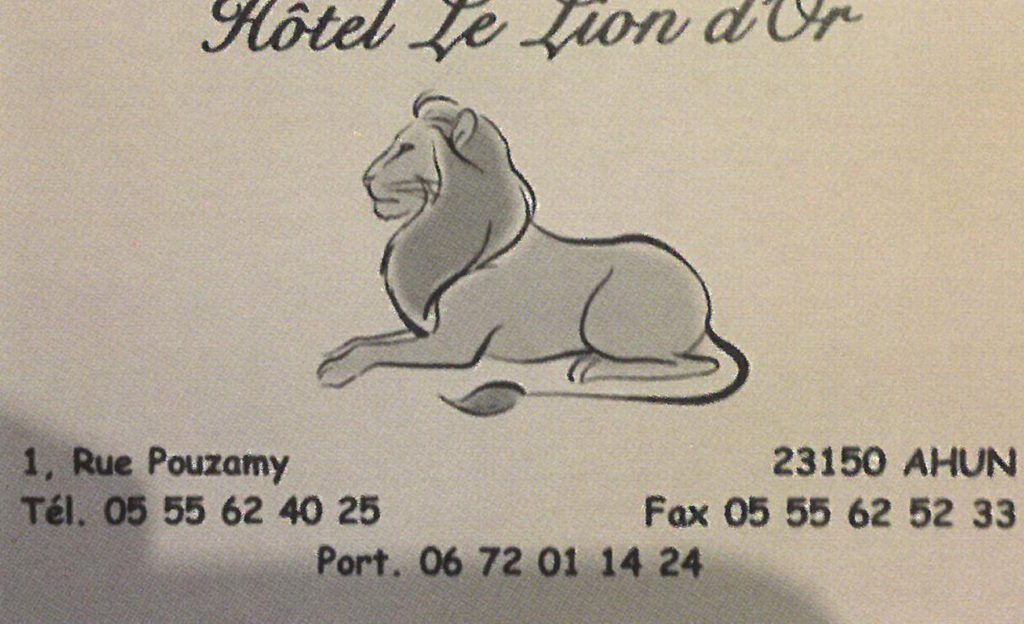 Hôtel Le Lion d'Or
1, Rue Pouzamy 23150 AHUN
Tél. 05 55 62 40 25 Fax 05 55 62 52 33
Port. 06 72 01 14 24